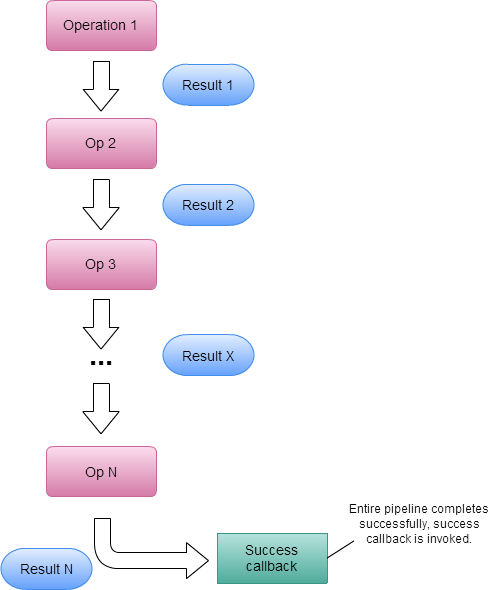 Operation 1
Result 1
Op 2
Result 2
Op 3
...
Result X
Op N
Entire pipeline completes
successfully, success
callback is invoked.
Success
callback
Result N